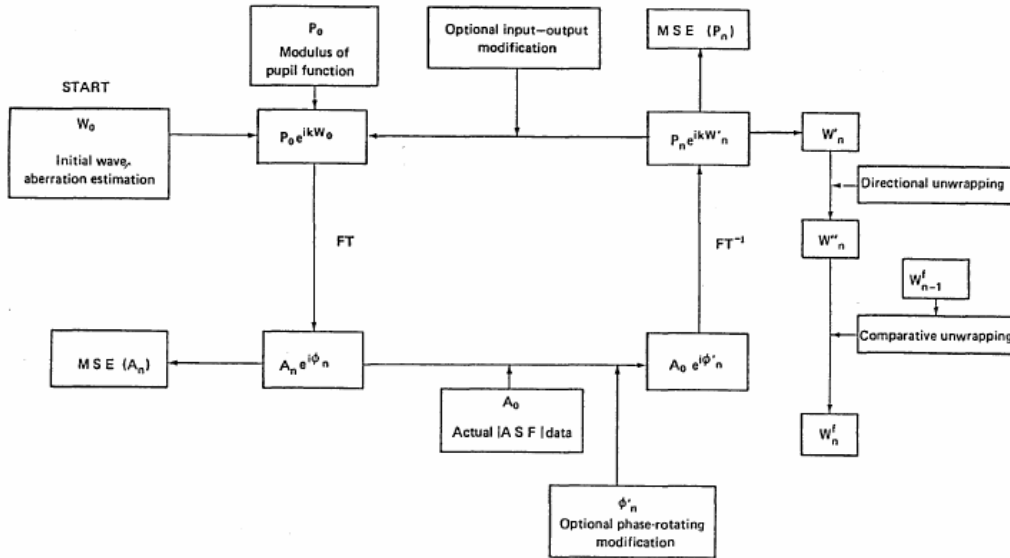 P₀
Modulus of
pupil function
Optional input–output
modification
M S E (Pₙ)
START
W₀
Initial wave,
aberration estimation
P₀e^{ikW₀}
Pₙe^{ikW′ₙ}
W′ₙ
Directional unwrapping
FT
FT⁻¹
W″ₙ
W^f_{n−1}
Comparative unwrapping
M S E (Aₙ)
Aₙ e^{iϕₙ}
A₀ e^{iϕ′ₙ}
A₀
Actual |A S F| data
W^f_n
ϕ′ₙ
Optional phase-rotating
modification